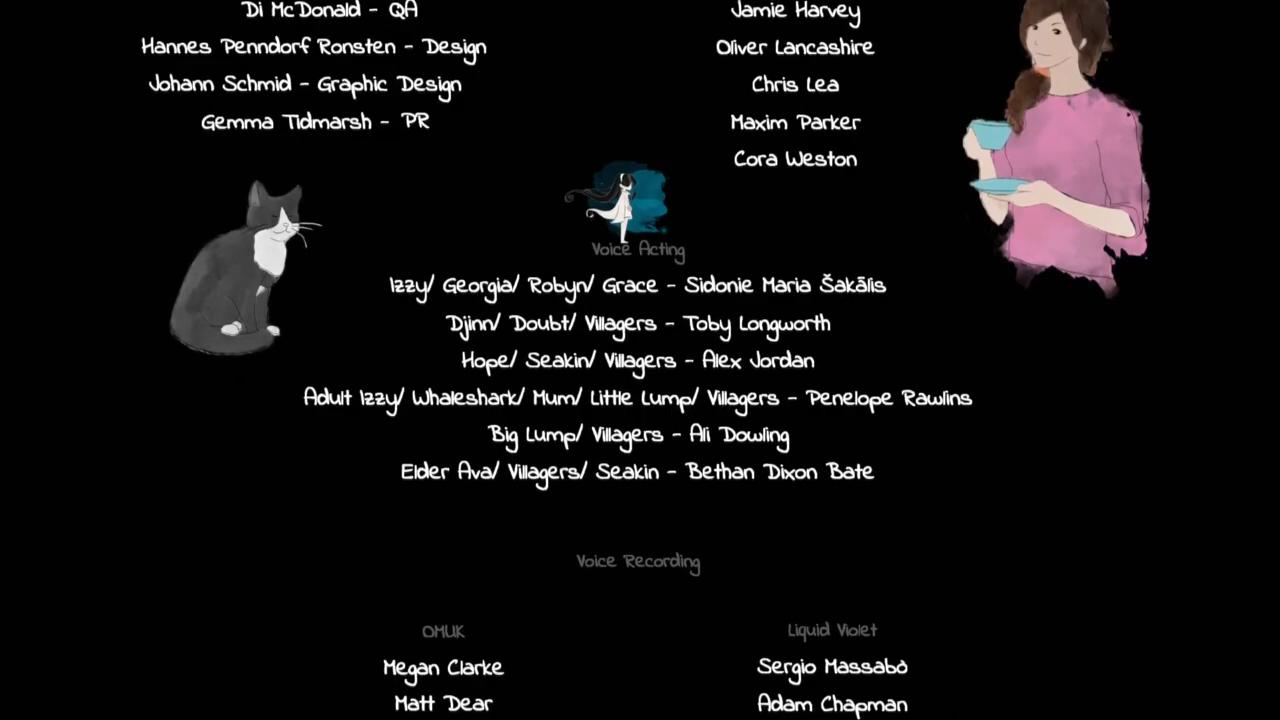 Di McDonald - QA
Hannes Penndorf Ronsten - Design
Johann Schmid - Graphic Design
Gemma Tidmarsh - PR
Jamie Harvey
Oliver Lancashire
Chris Lea
Maxim Parker
Cora Weston
Voice Acting
Izzy/ Georgia/ Robyn/ Grace - Sidonie Maria Šakālis
Djinn/ Doubt/ Villagers - Toby Longworth
Hope/ Seakin/ Villagers - Alex Jordan
Adult Izzy/ Whaleshark/ Mum/ Little Lump/ Villagers - Penelope Rawlins
Big Lump/ Villagers - Ali Dowling
Elder Ava/ Villagers/ Seakin - Bethan Dixon Bate
Voice Recording
OMUK
Megan Clarke
Matt Dear
Liquid Violet
Sergio Massabò
Adam Chapman